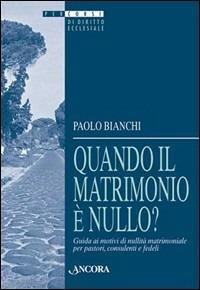 PERCORSI
DI DIRITTO
ECCLESIALE
PAOLO BIANCHI
QUANDO IL
MATRIMONIO
È NULLO?
Guida ai motivi di nullità matrimoniale
per pastori, consulenti e fedeli
ÀNCORA